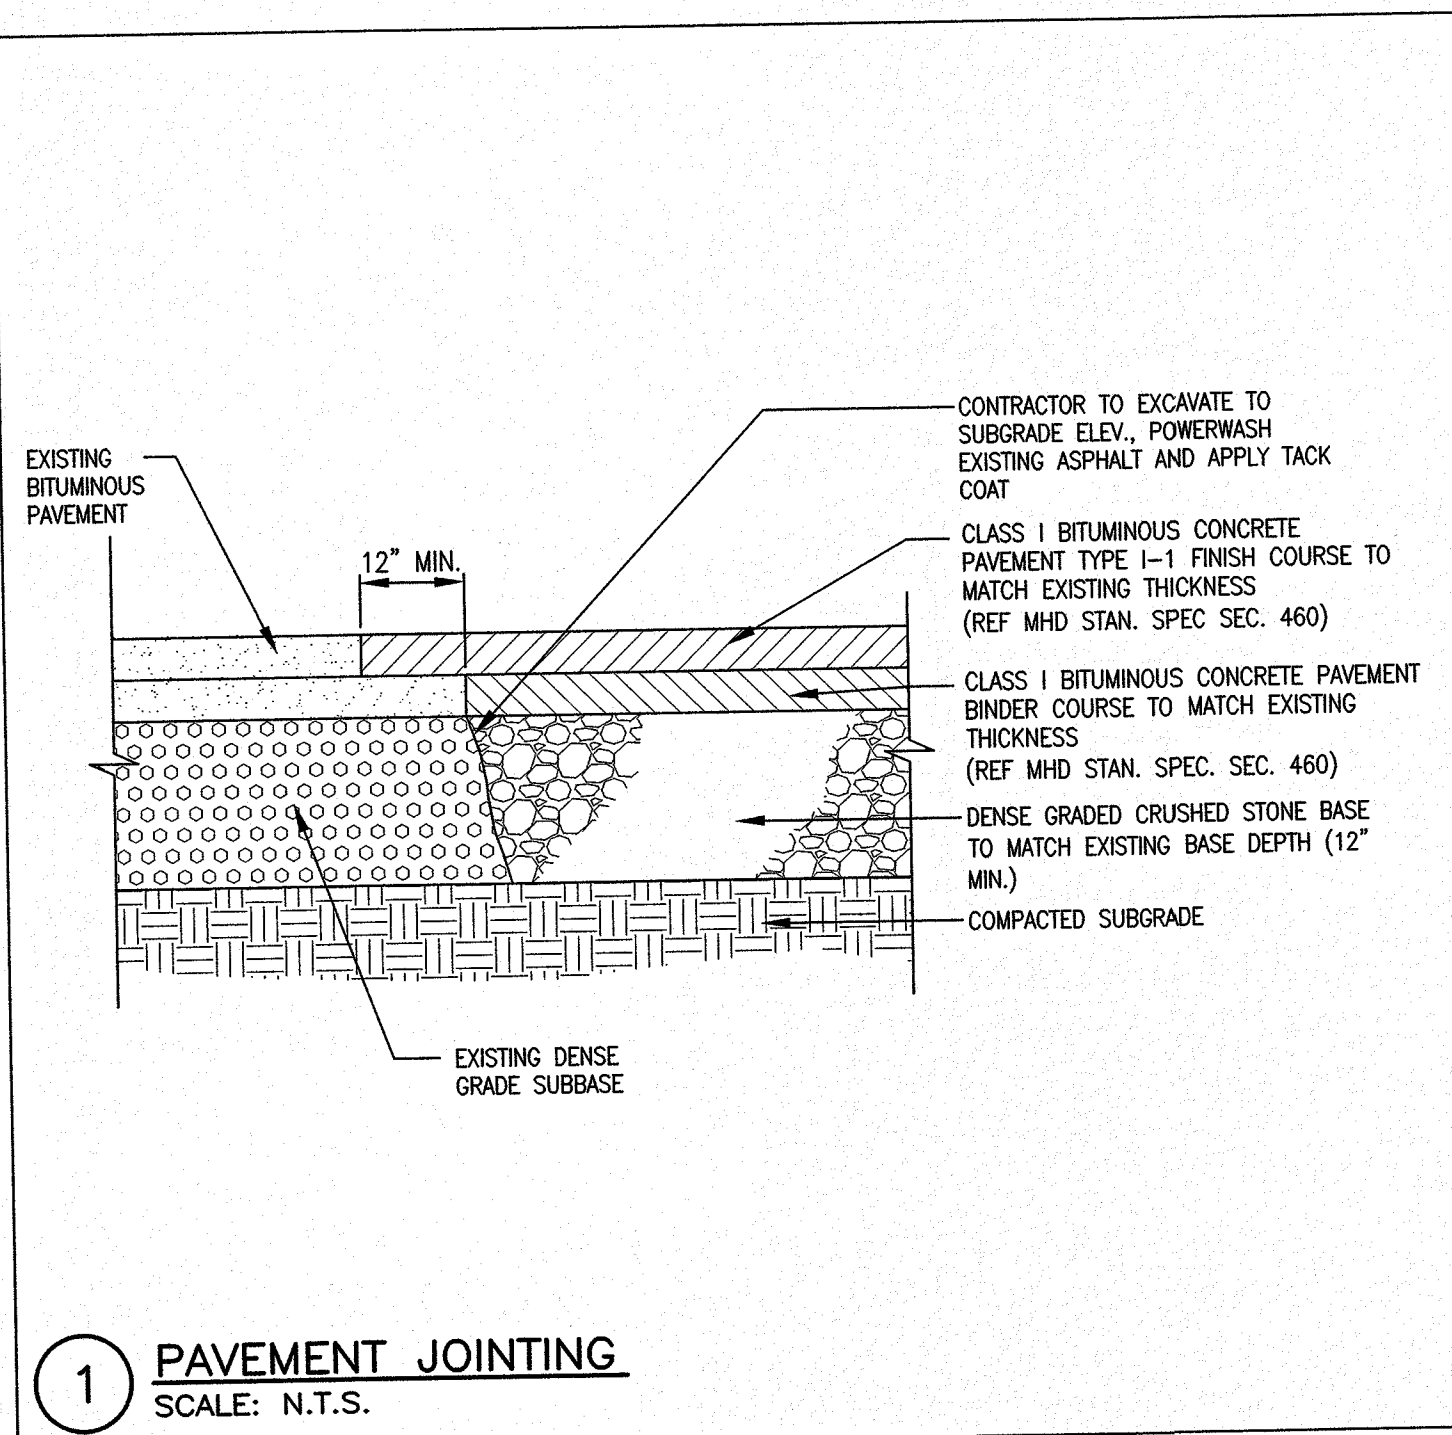 CONTRACTOR TO EXCAVATE TO
SUBGRADE ELEV., POWERWASH
EXISTING ASPHALT AND APPLY TACK
COAT
EXISTING
BITUMINOUS
PAVEMENT
12" MIN.
CLASS I BITUMINOUS CONCRETE
PAVEMENT TYPE I-1 FINISH COURSE TO
MATCH EXISTING THICKNESS
(REF MHD STAN. SPEC SEC. 460)
CLASS I BITUMINOUS CONCRETE PAVEMENT
BINDER COURSE TO MATCH EXISTING
THICKNESS
(REF MHD STAN. SPEC. SEC. 460)
DENSE GRADED CRUSHED STONE BASE
TO MATCH EXISTING BASE DEPTH (12"
MIN.)
COMPACTED SUBGRADE
EXISTING DENSE
GRADE SUBBASE
1
PAVEMENT JOINTING
SCALE: N.T.S.